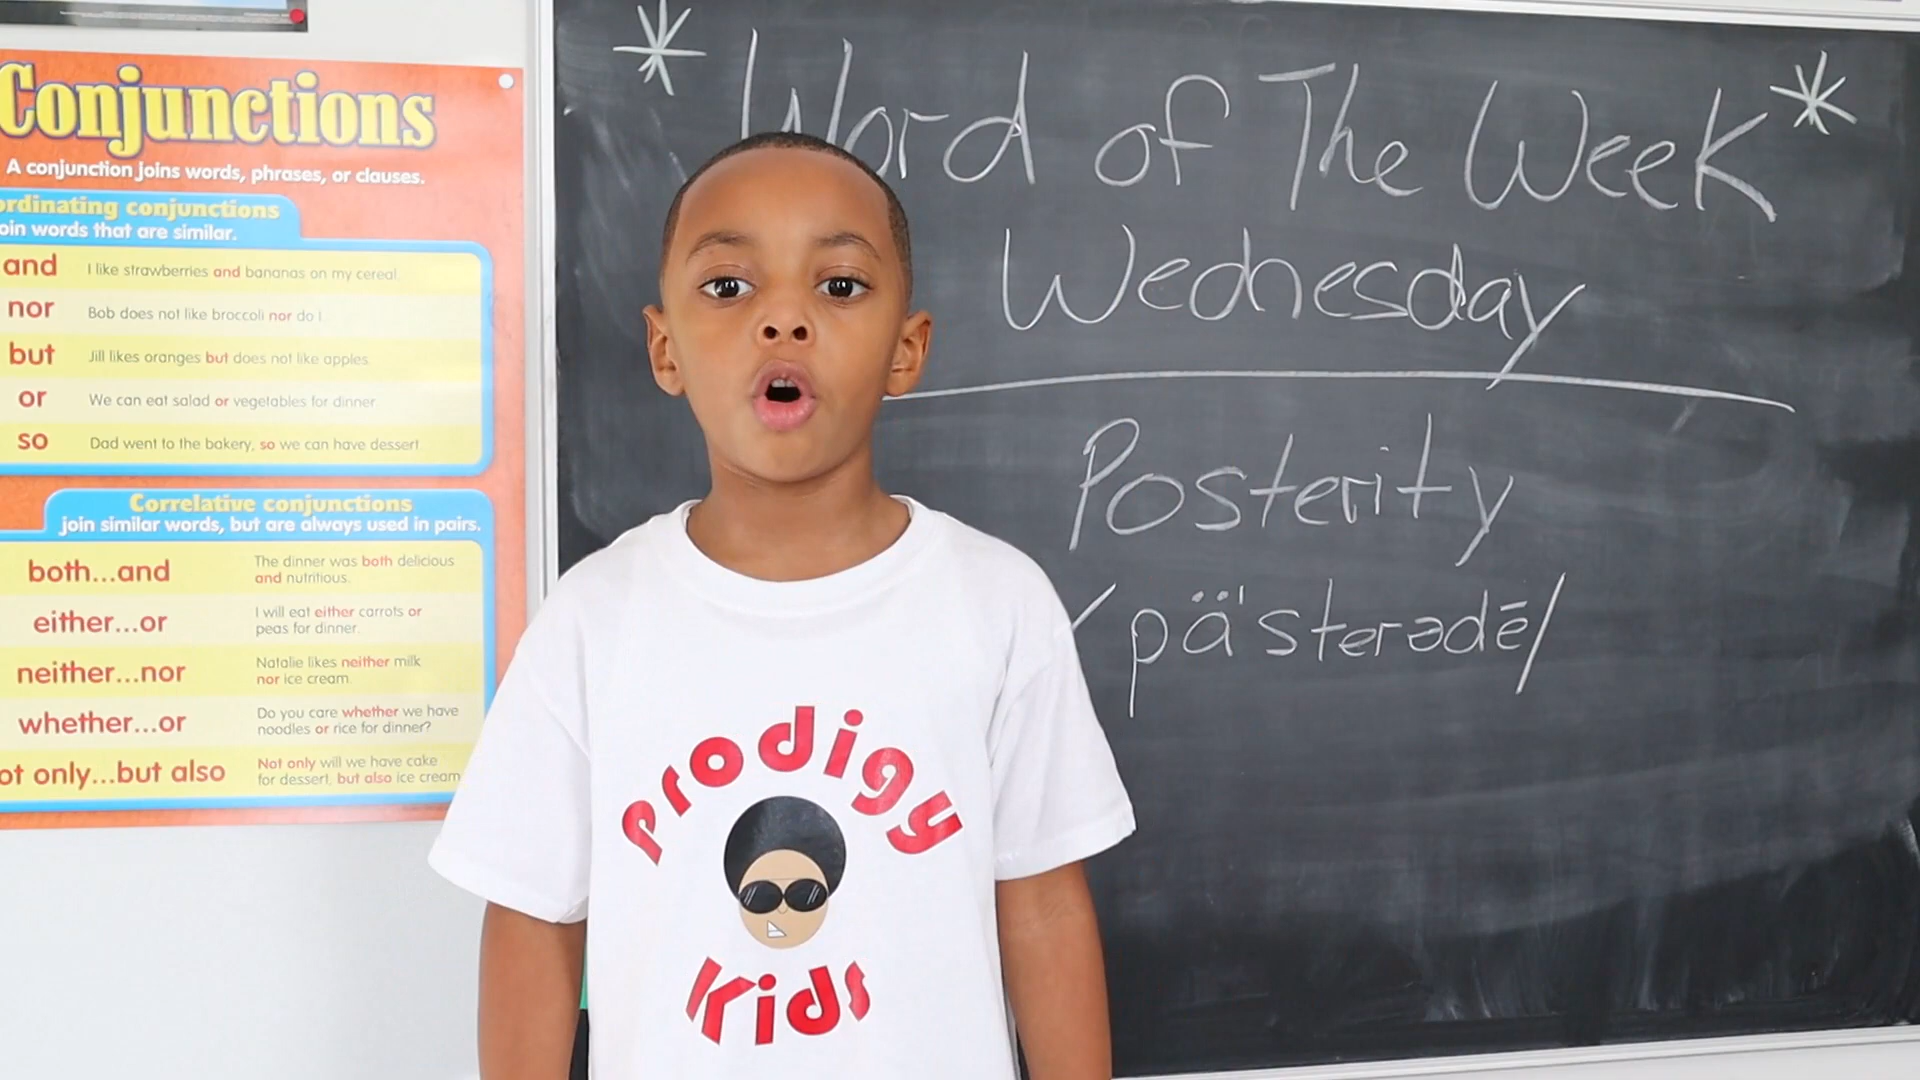 Conjunctions
A conjunction joins words, phrases, or clauses.
ordinating conjunctions
oin words that are similar.
and I like strawberries and bananas on my cereal.
nor Bob does not like broccoli nor do I.
but Jill likes oranges but does not like apples.
or We can eat salad or vegetables for dinner.
so Dad went to the bakery, so we can have dessert.
Correlative conjunctions
join similar words, but are always used in pairs.
both...and The dinner was both delicious
and nutritious.
either...or I will eat either carrots or
peas for dinner.
neither...nor Natalie likes neither milk
nor ice cream.
whether...or Do you care whether we have
noodles or rice for dinner?
ot only...but also Not only will we have cake
for dessert, but also ice cream
*Word of The Week*
Wednesday
Posterity
/päˈsterədē/
Prodigy
Kids